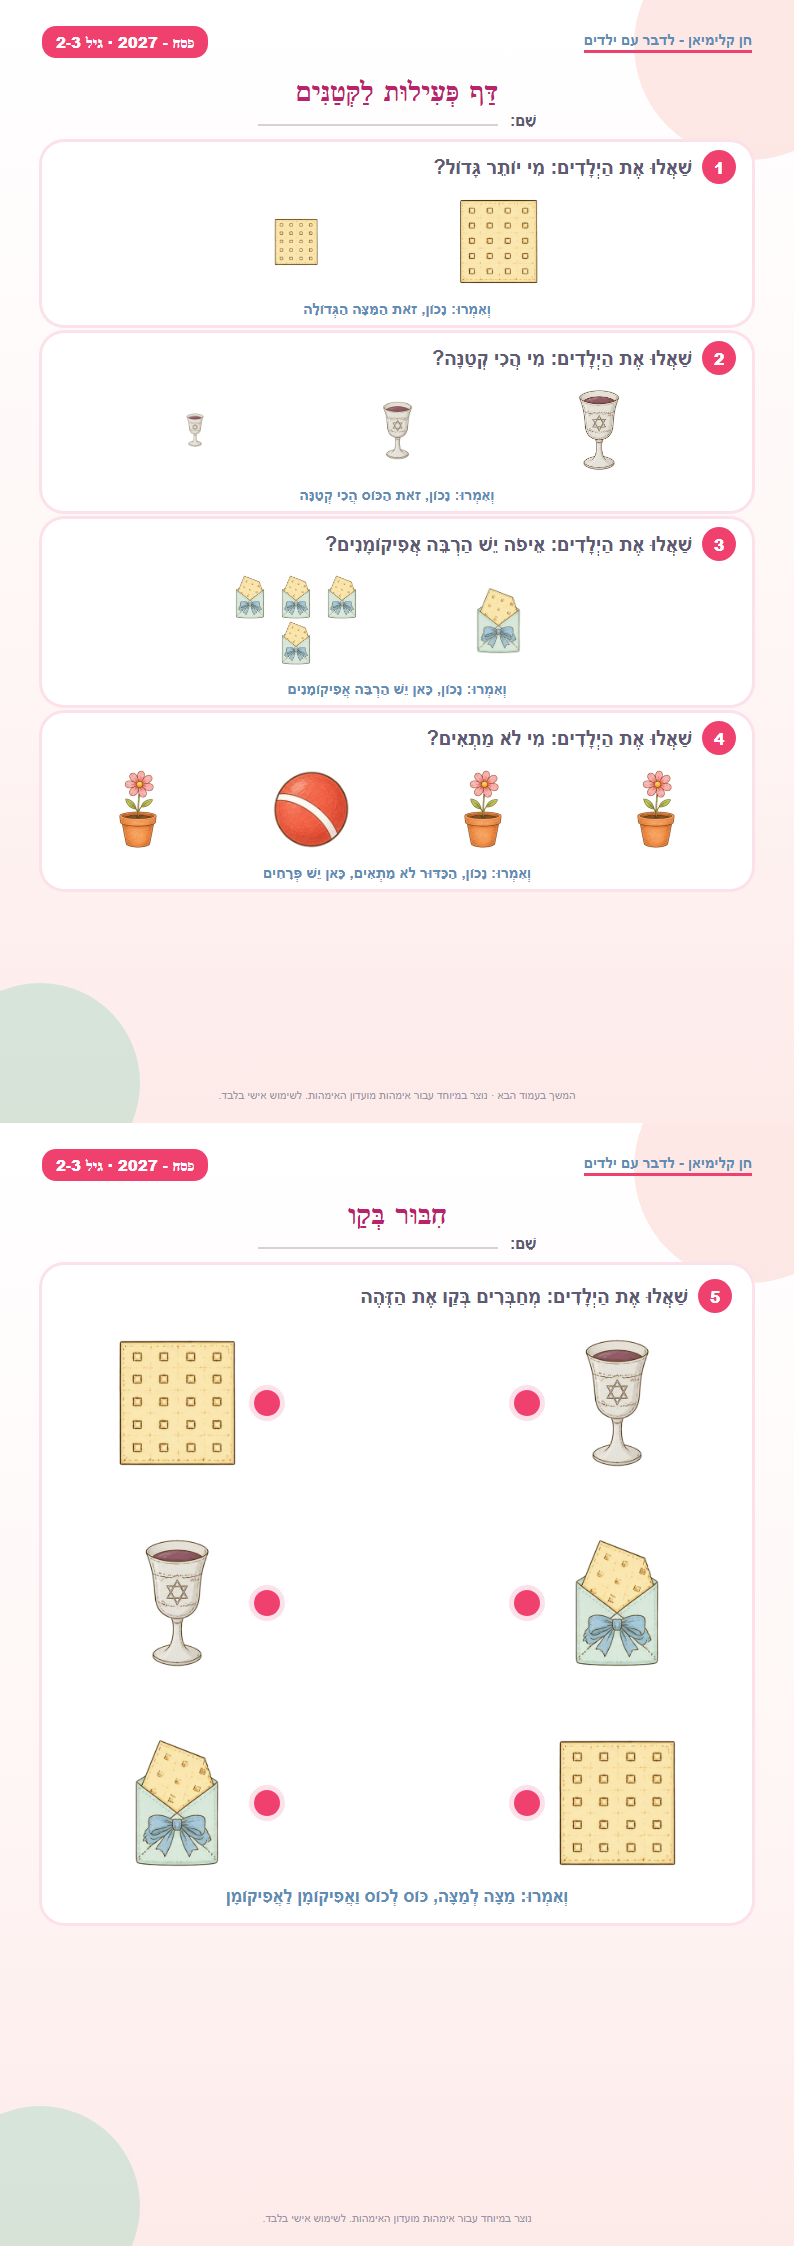 חן קלימיאן - לדבר עם ילדים
פסח - 2027 · גיל 2-3
דַּף פְּעִילוּת לַקְּטַנִּים
שֵׁם:
1
שַׁאֲלוּ אֶת הַיְלָדִים: מִי יוֹתֵר גָּדוֹל?
וְאִמְרוּ: נָכוֹן, זֹאת הַמַּצָּה הַגְּדוֹלָה
2
שַׁאֲלוּ אֶת הַיְלָדִים: מִי הֲכִי קְטַנָּה?
וְאִמְרוּ: נָכוֹן, זֹאת הַכּוֹס הֲכִי קְטַנָּה
3
שַׁאֲלוּ אֶת הַיְלָדִים: אֵיפֹה יֵשׁ הַרְבֵּה אֲפִיקוֹמָנִים?
וְאִמְרוּ: נָכוֹן, כָּאן יֵשׁ הַרְבֵּה אֲפִיקוֹמָנִים
4
שַׁאֲלוּ אֶת הַיְלָדִים: מִי לֹא מַתְאִים?
וְאִמְרוּ: נָכוֹן, הַכַּדּוּר לֹא מַתְאִים, כָּאן יֵשׁ פְּרָחִים
המשך בעמוד הבא · נוצר במיוחד עבור אימהות מועדון האימהות. לשימוש אישי בלבד.
חן קלימיאן - לדבר עם ילדים
פסח - 2027 · גיל 2-3
חִבּוּר בְּקַו
שֵׁם:
5
שַׁאֲלוּ אֶת הַיְלָדִים: מְחַבְּרִים בְּקַו אֶת הַזֶּהֶה
וְאִמְרוּ: מַצָּה לְמַצָּה, כּוֹס לְכוֹס וַאֲפִיקוֹמָן לַאֲפִיקוֹמָן
נוצר במיוחד עבור אימהות מועדון האימהות. לשימוש אישי בלבד.